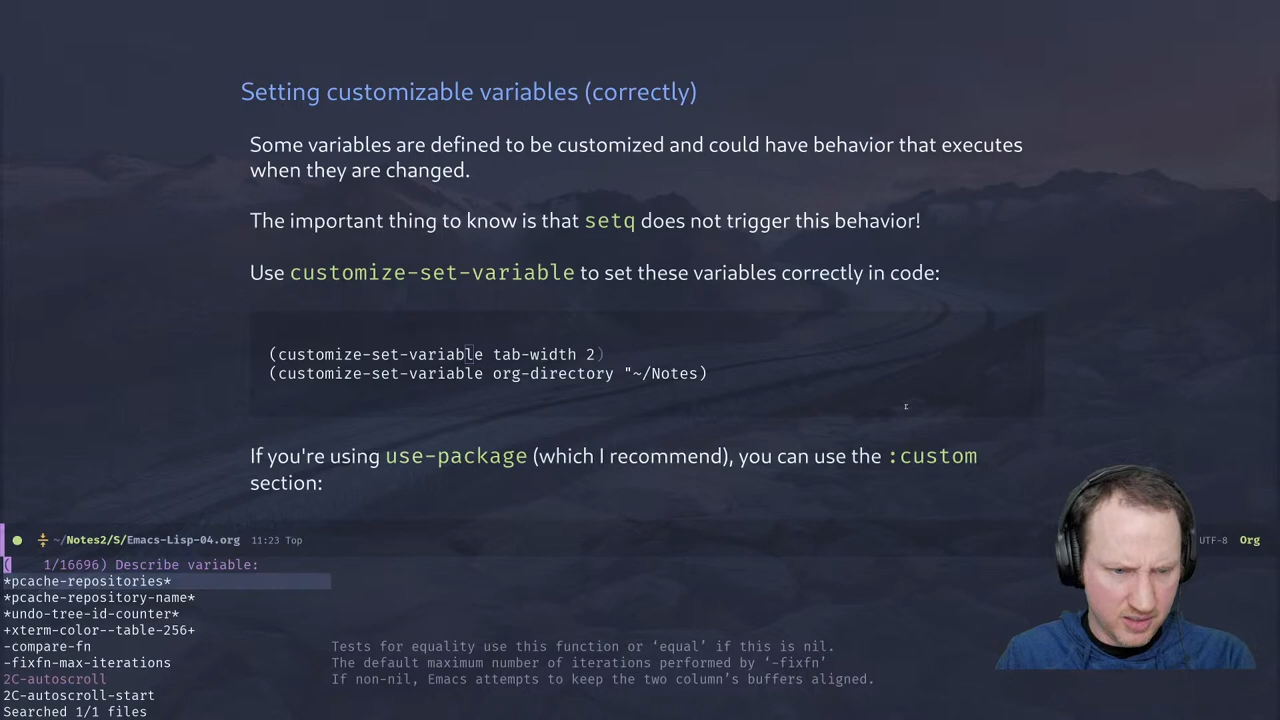 Setting customizable variables (correctly)
Some variables are defined to be customized and could have behavior that executes
when they are changed.
The important thing to know is that setq does not trigger this behavior!
Use customize-set-variable to set these variables correctly in code:
(customize-set-variable tab-width 2)
(customize-set-variable org-directory "~/Notes)
If you're using use-package (which I recommend), you can use the :custom
section:
~/Notes2/S/Emacs-Lisp-04.org 11:23 Top UTF-8 Org
( 1/16696) Describe variable:
*pcache-repositories*
*pcache-repository-name*
*undo-tree-id-counter*
+xterm-color--table-256+
-compare-fn Tests for equality use this function or ‘equal’ if this is nil.
-fixfn-max-iterations The default maximum number of iterations performed by ‘-fixfn’
2C-autoscroll If non-nil, Emacs attempts to keep the two column’s buffers aligned.
2C-autoscroll-start
Searched 1/1 files